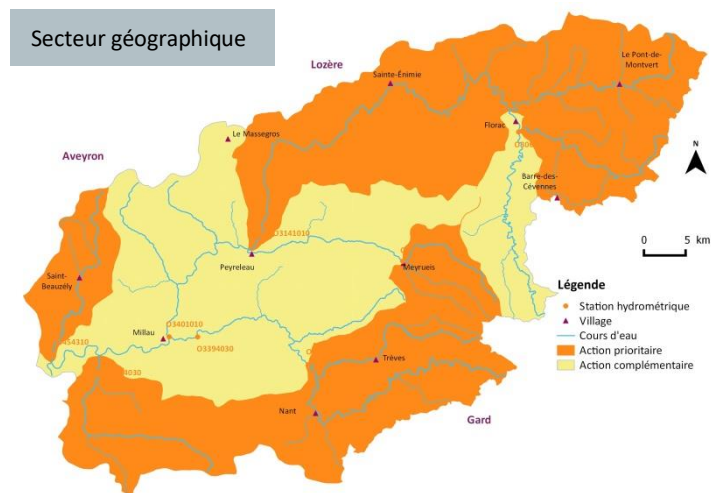 Secteur géographique
Lozère
Le Pont-de-
Montvert
Sainte-Énimie
Florac
Le Massegros
Aveyron
N
Barre-des-
Cévennes
0 5 km
O3141010
Peyreleau
Meyrueis
Saint-
Beauzély
Légende
Station hydrométrique
Village
Cours d'eau
Action prioritaire
Action complémentaire
O3401010
Millau
O3394030
Trèves
Nant
Gard